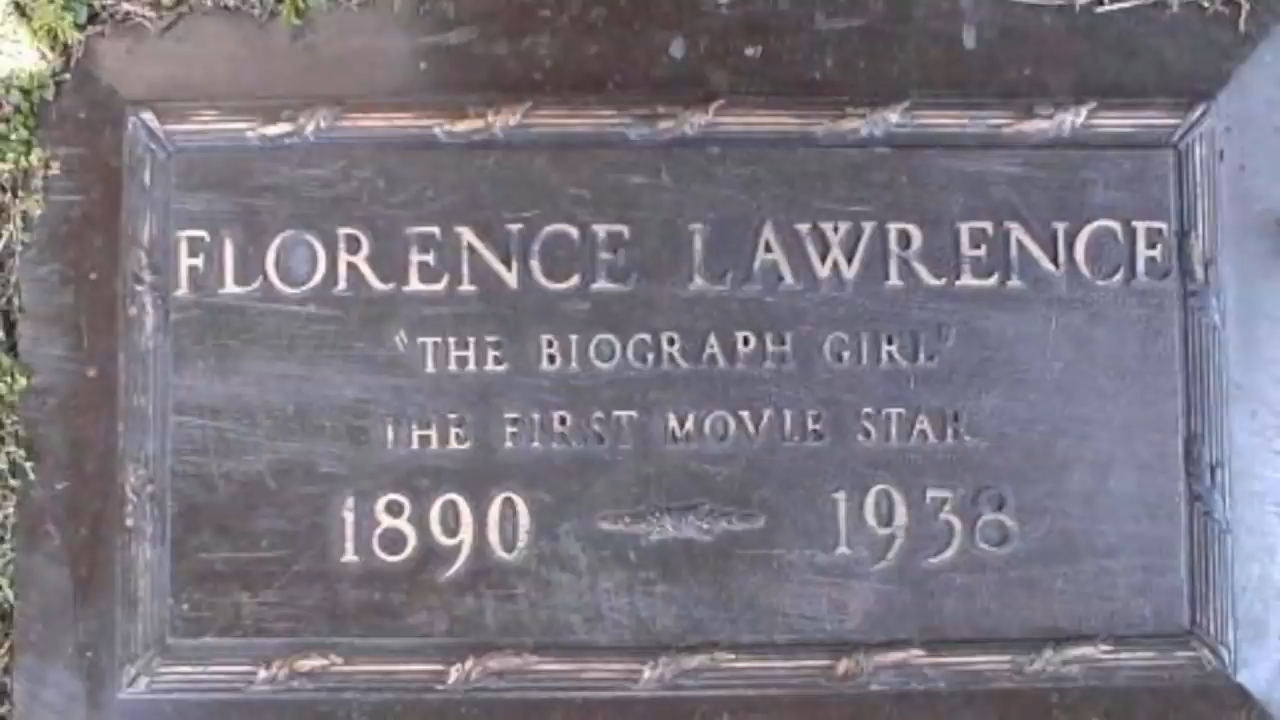 FLORENCE LAWRENCE
"THE BIOGRAPH GIRL"
THE FIRST MOVIE STAR
1890 1938